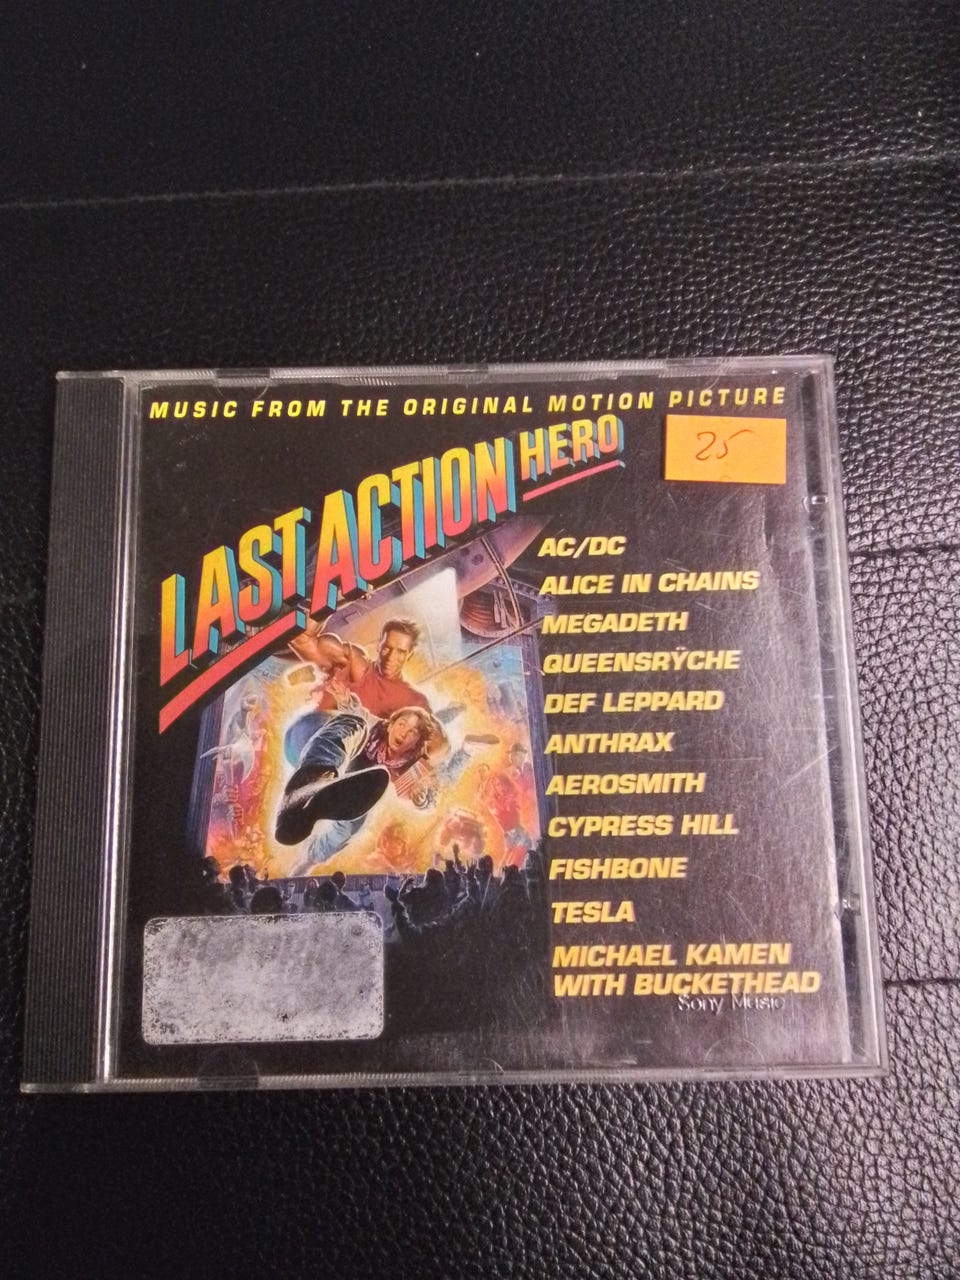 MUSIC FROM THE ORIGINAL MOTION PICTURE
25
LAST ACTION HERO
AC/DC
ALICE IN CHAINS
MEGADETH
QUEENSRŸCHE
DEF LEPPARD
ANTHRAX
AEROSMITH
CYPRESS HILL
FISHBONE
TESLA
MICHAEL KAMEN
WITH BUCKETHEAD
Sony Music